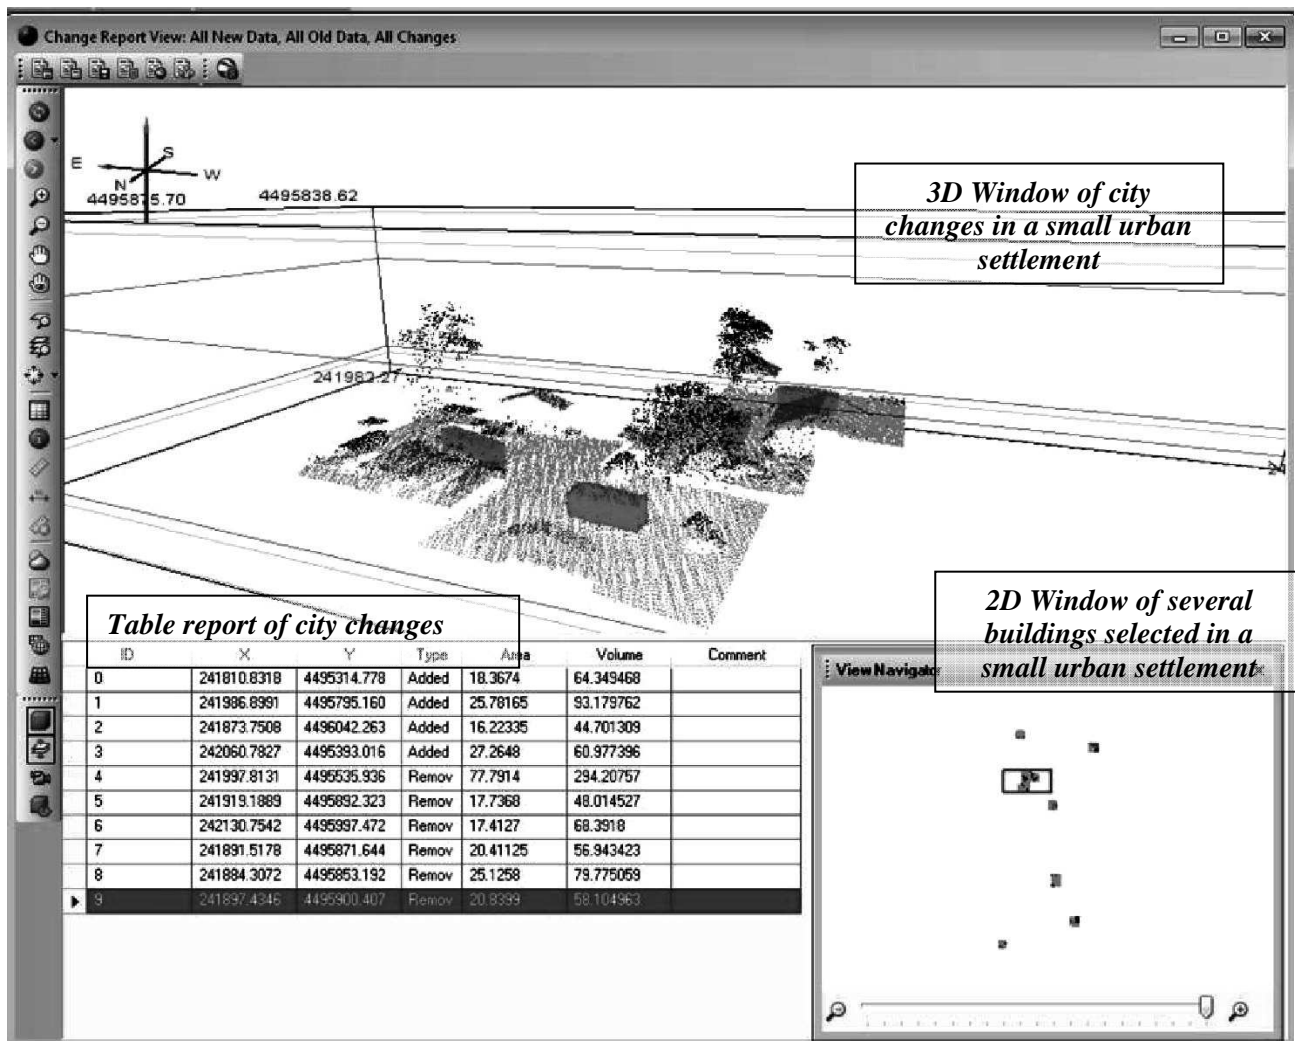 Change Report View: All New Data, All Old Data, All Changes
E
S
N
W
4495875.70
4495838.62
241982.27
3D Window of city
changes in a small urban
settlement
2D Window of several
buildings selected in a
small urban settlement
Table report of city changes
ID X Y Type Area Volume Comment
0 241810.8318 4495314.778 Added 18.3674 64.349468
1 241986.8991 4495795.160 Added 25.78165 93.179762
2 241873.7508 4496042.263 Added 16.22335 44.701309
3 242060.7827 4495393.016 Added 27.2648 60.977396
4 241997.8131 4495535.936 Remov 77.7914 294.20757
5 241919.1889 4495892.323 Remov 17.7368 48.014527
6 242130.7542 4495997.472 Remov 17.4127 68.3918
7 241891.5178 4495871.644 Remov 20.41125 56.943423
8 241884.3072 4495853.192 Remov 25.1258 79.775059
9 241897.4346 4495900.407 Remov 20.8399 58.104963
View Navigator